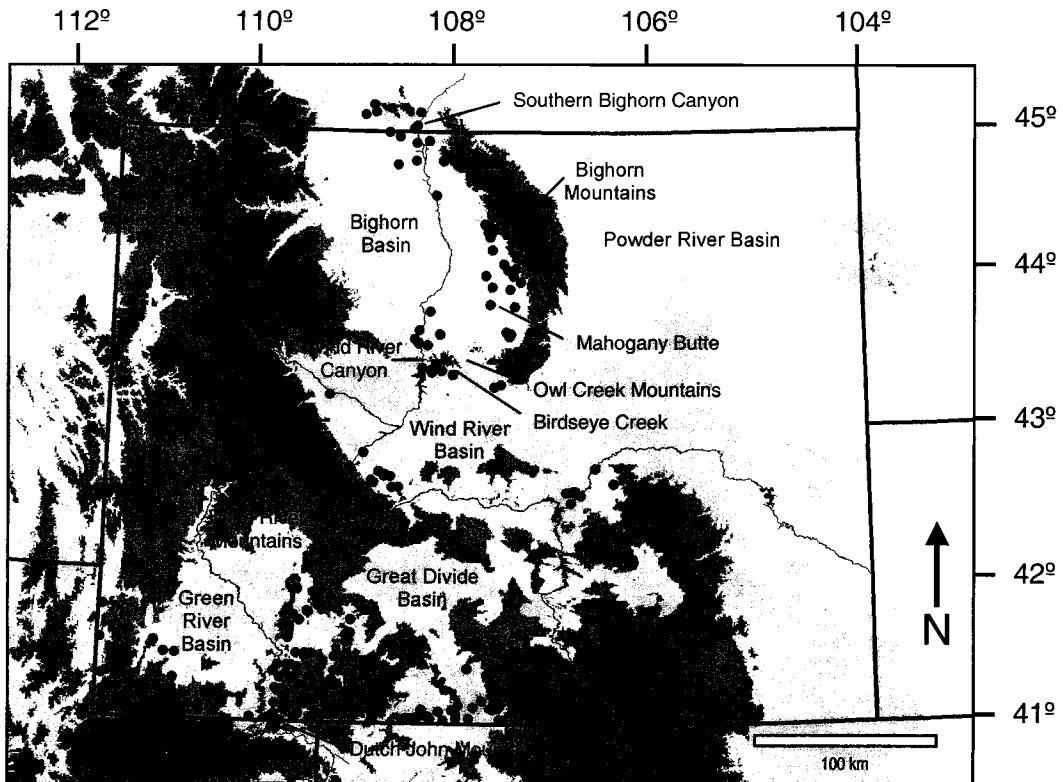 112º 110º 108º 106º 104º
Southern Bighorn Canyon
45º
Bighorn
Mountains
Bighorn
Basin
Powder River Basin
44º
Mahogany Butte
River
Canyon
Owl Creek Mountains
Birdseye Creek
43º
Wind River
Basin
Mountains
Great Divide
Basin
42º
Green
River
Basin
N
41º
Dutch John
100 km